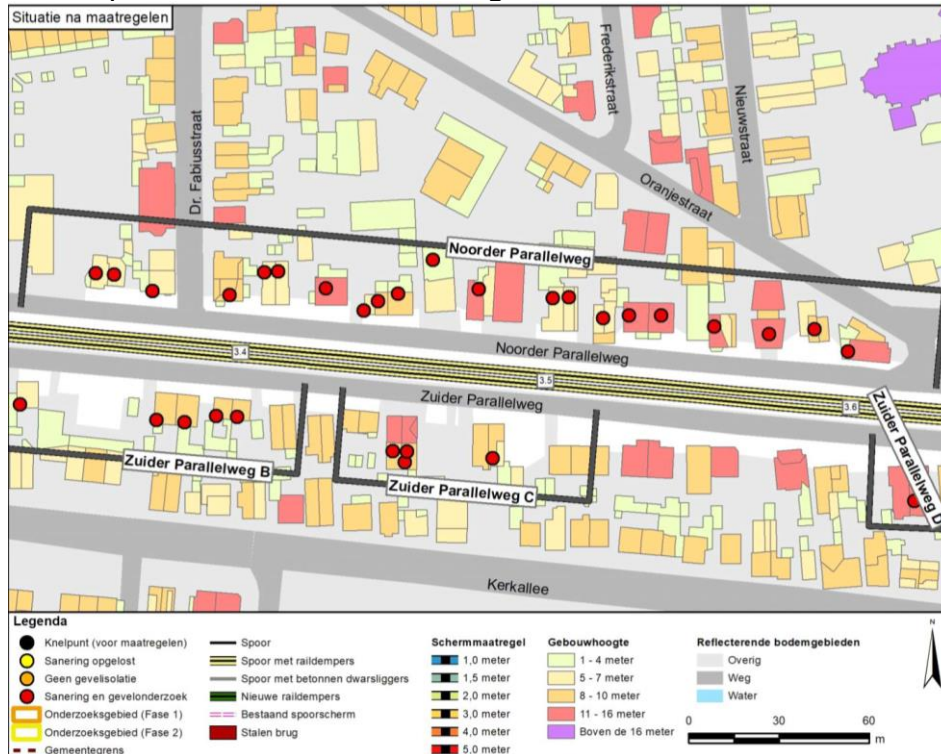 Situatie na maatregelen
Frederikstraat
Nieuwstraat
Dr. Fabiusstraat
Oranjestraat
Noorder Parallelweg
Noorder Parallelweg
3.4
3.5
3.6
Zuider Parallelweg
Zuider Parallelweg B
Zuider Parallelweg C
Zuider Parallelweg D
Kerkallee
Legenda
Knelpunt (voor maatregelen)
Sanering opgelost
Geen gevelisolatie
Sanering en gevelonderzoek
Onderzoeksgebied (Fase 1)
Onderzoeksgebied (Fase 2)
Gemeentegrens
Spoor
Spoor met raildempers
Spoor met betonnen dwarsliggers
Nieuwe raildempers
Bestaand spoorscherm
Stalen brug
Schermmaatregel
1,0 meter
1,5 meter
2,0 meter
3,0 meter
4,0 meter
5,0 meter
Gebouwhoogte
1 - 4 meter
5 - 7 meter
8 - 10 meter
11 - 16 meter
Boven de 16 meter
Reflecterende bodemgebieden
Overig
Weg
Water
N
0 30 60
m